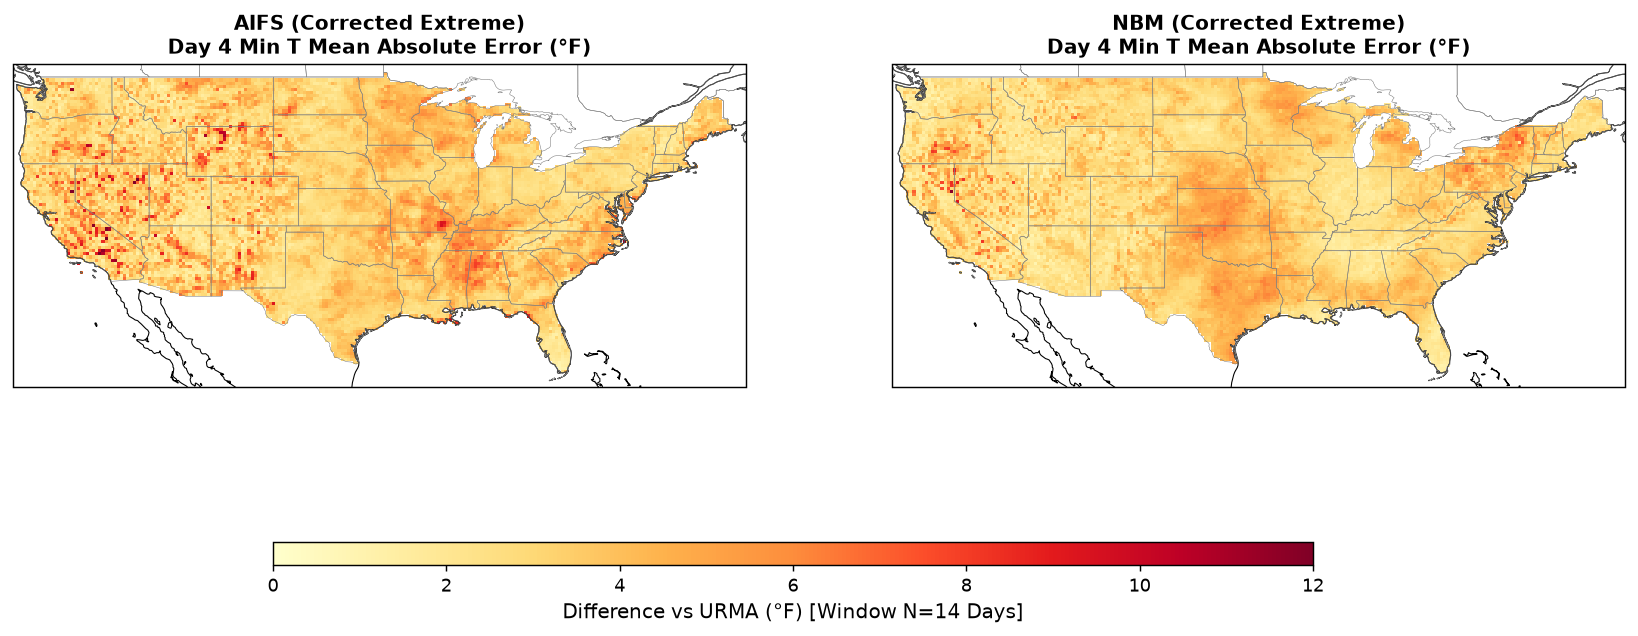 AIFS (Corrected Extreme)
Day 4 Min T Mean Absolute Error (°F)
NBM (Corrected Extreme)
Day 4 Min T Mean Absolute Error (°F)
0 2 4 6 8 10 12
Difference vs URMA (°F) [Window N=14 Days]